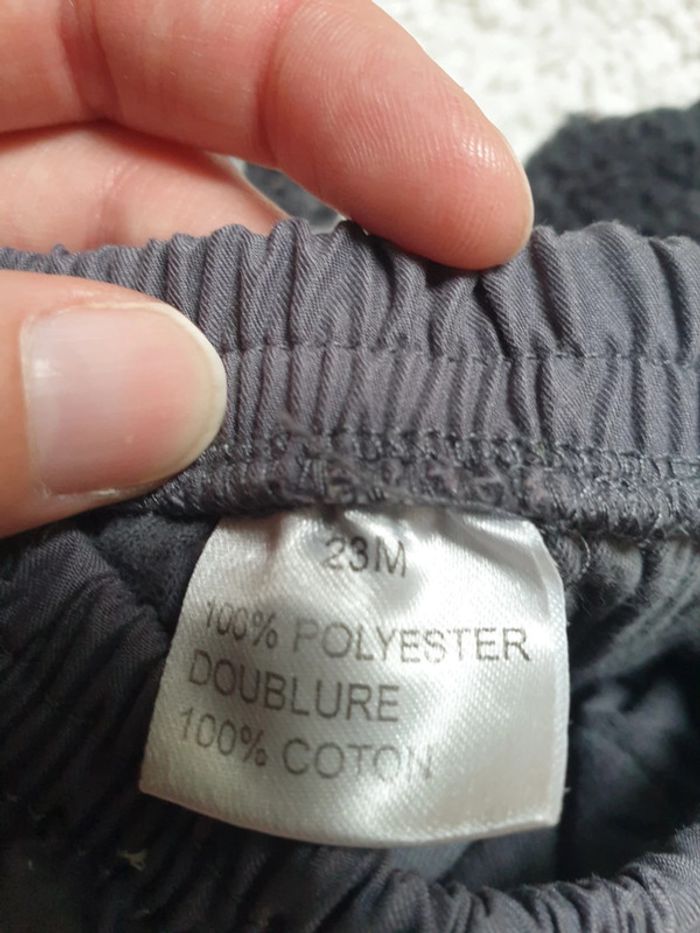 23M
100% POLYESTER
DOUBLURE
100% COTON